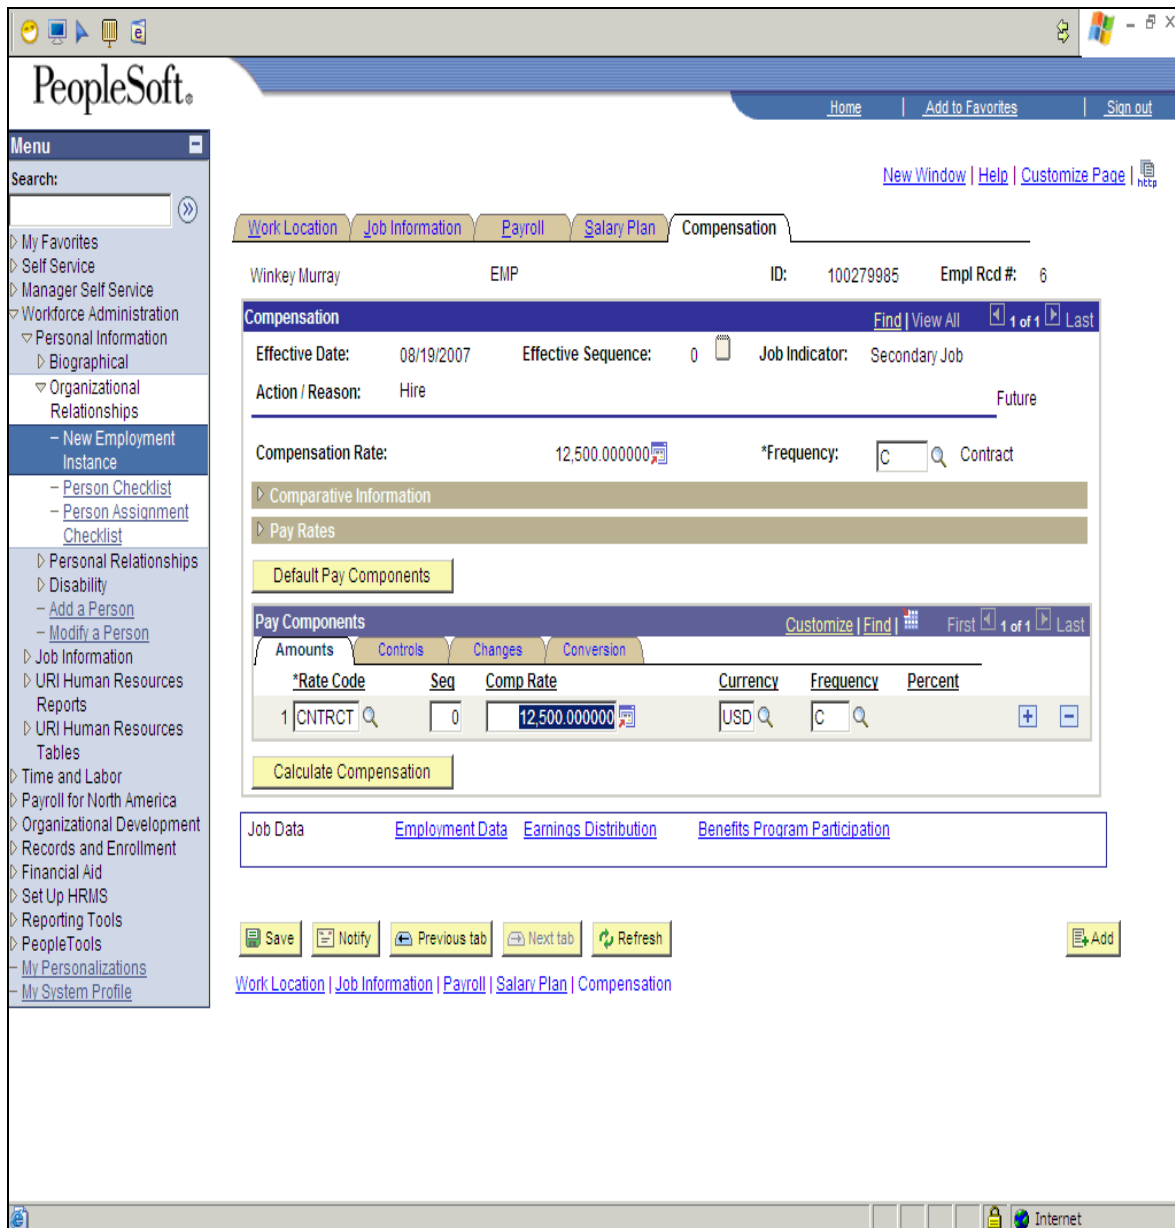 PeopleSoft.
Home | Add to Favorites | Sign out
Menu
Search:
My Favorites
Self Service
Manager Self Service
Workforce Administration
Personal Information
Biographical
Organizational
Relationships
New Employment
Instance
Person Checklist
Person Assignment
Checklist
Personal Relationships
Disability
Add a Person
Modify a Person
Job Information
URI Human Resources
Reports
URI Human Resources
Tables
Time and Labor
Payroll for North America
Organizational Development
Records and Enrollment
Financial Aid
Set Up HRMS
Reporting Tools
PeopleTools
My Personalizations
My System Profile
New Window | Help | Customize Page | http
Work Location Job Information Payroll Salary Plan Compensation
Winkey Murray EMP ID: 100279985 Empl Rcd #: 6
Compensation Find | View All 1 of 1 Last
Effective Date: 08/19/2007 Effective Sequence: 0 Job Indicator: Secondary Job
Action / Reason: Hire
Future
Compensation Rate: 12,500.000000 *Frequency: C Contract
Comparative Information
Pay Rates
Default Pay Components
Pay Components Customize | Find | First 1 of 1 Last
Amounts Controls Changes Conversion
*Rate Code Seq Comp Rate Currency Frequency Percent
1 CNTRCT 0 12,500.000000 USD C + −
Calculate Compensation
Job Data Employment Data Earnings Distribution Benefits Program Participation
Save Notify Previous tab Next tab Refresh Add
Work Location | Job Information | Payroll | Salary Plan | Compensation
Internet